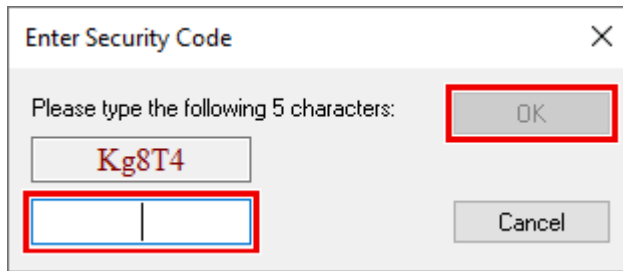 Enter Security Code
Please type the following 5 characters:
OK
Kg8T4
Cancel